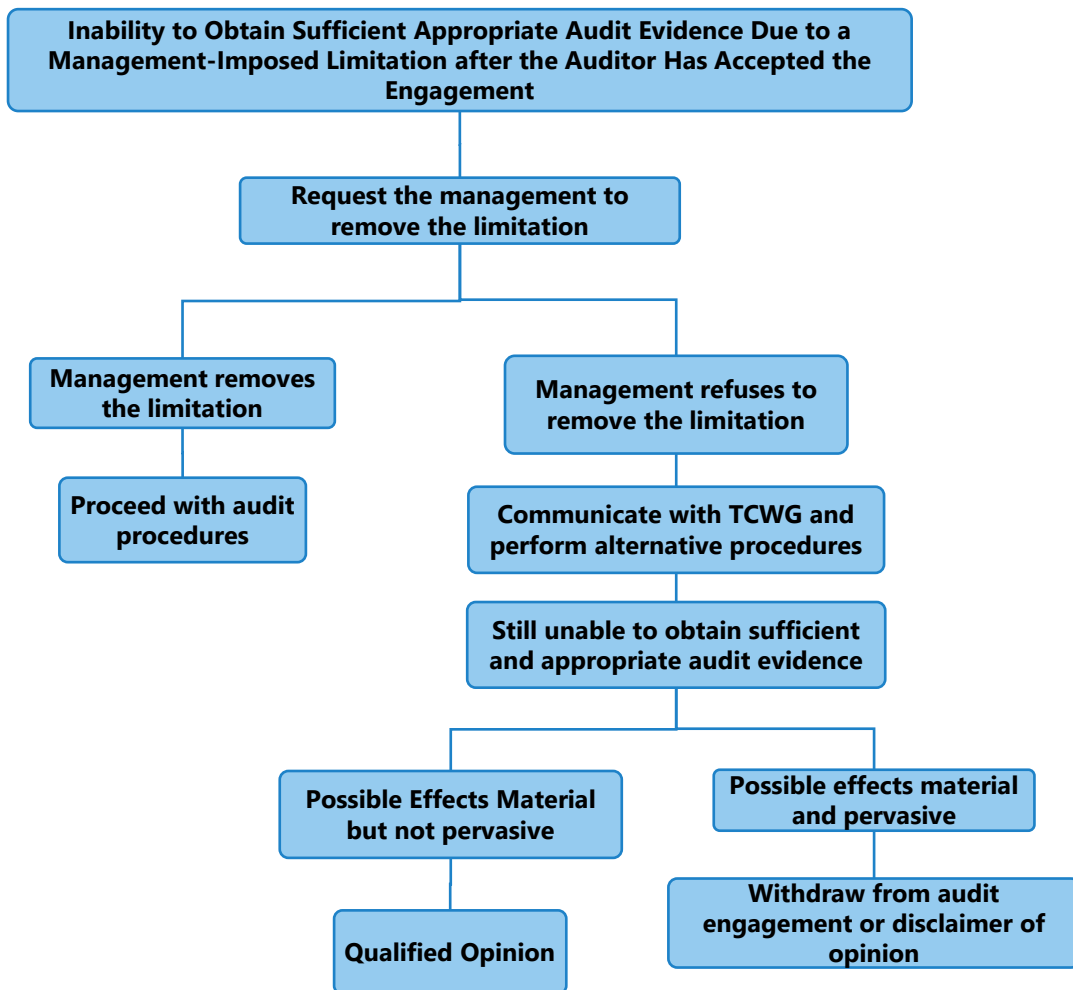 Inability to Obtain Sufficient Appropriate Audit Evidence Due to a
Management-Imposed Limitation after the Auditor Has Accepted the
Engagement
Request the management to
remove the limitation
Management removes
the limitation
Management refuses to
remove the limitation
Proceed with audit
procedures
Communicate with TCWG and
perform alternative procedures
Still unable to obtain sufficient
and appropriate audit evidence
Possible Effects Material
but not pervasive
Possible effects material
and pervasive
Qualified Opinion
Withdraw from audit
engagement or disclaimer of
opinion